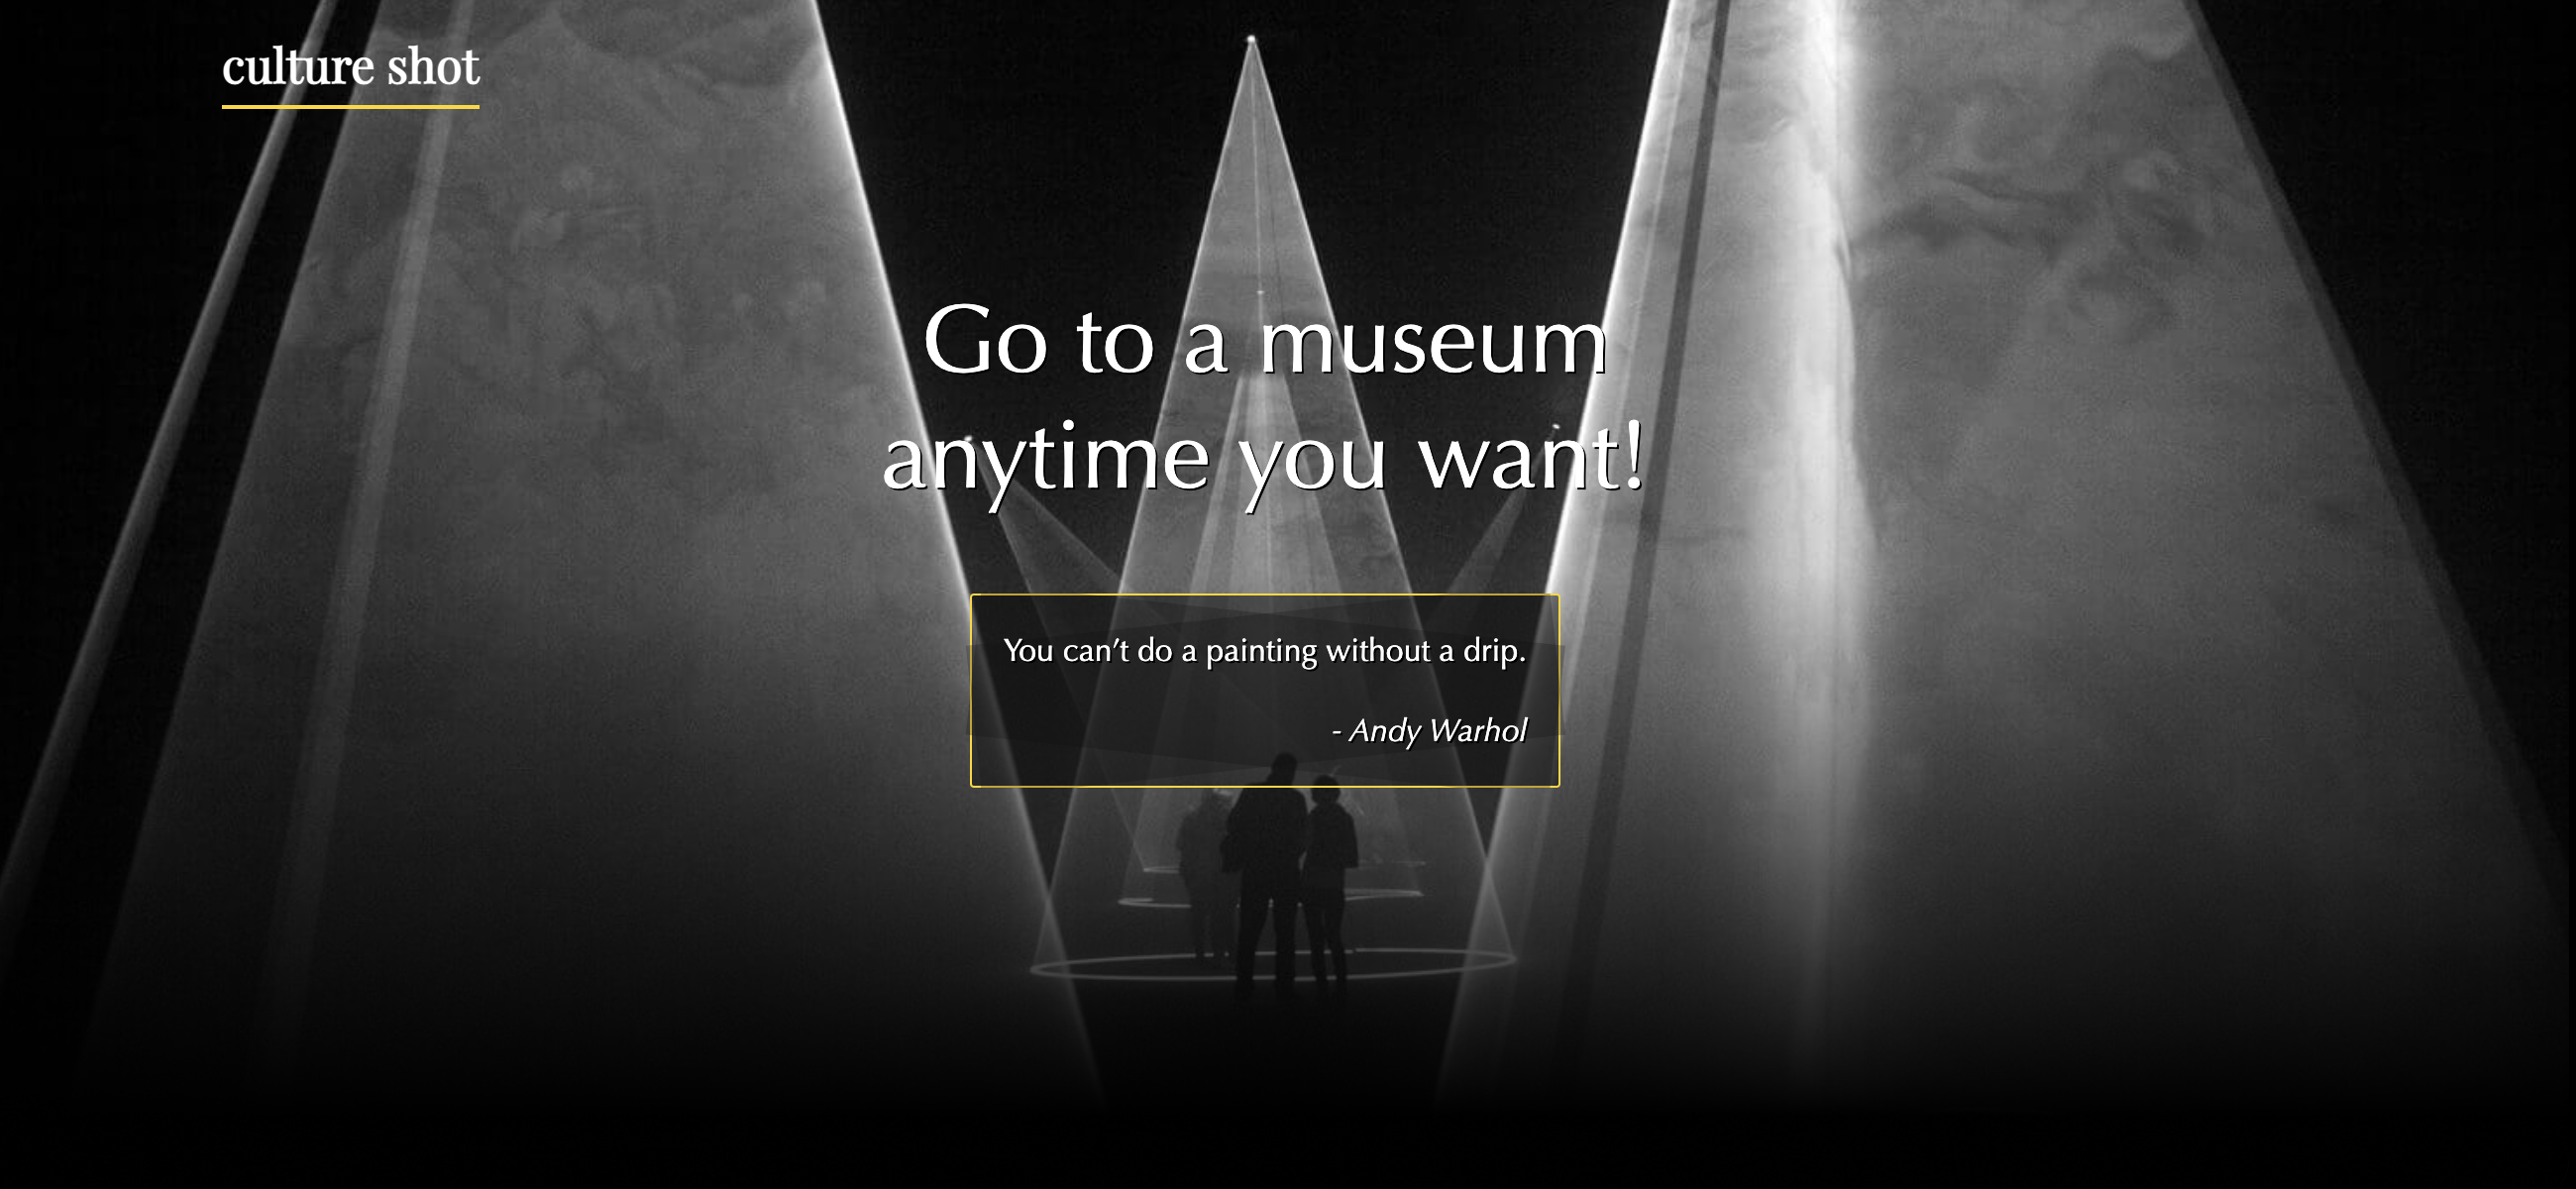 culture shot
Go to a museum
anytime you want!
You can’t do a painting without a drip.
- Andy Warhol